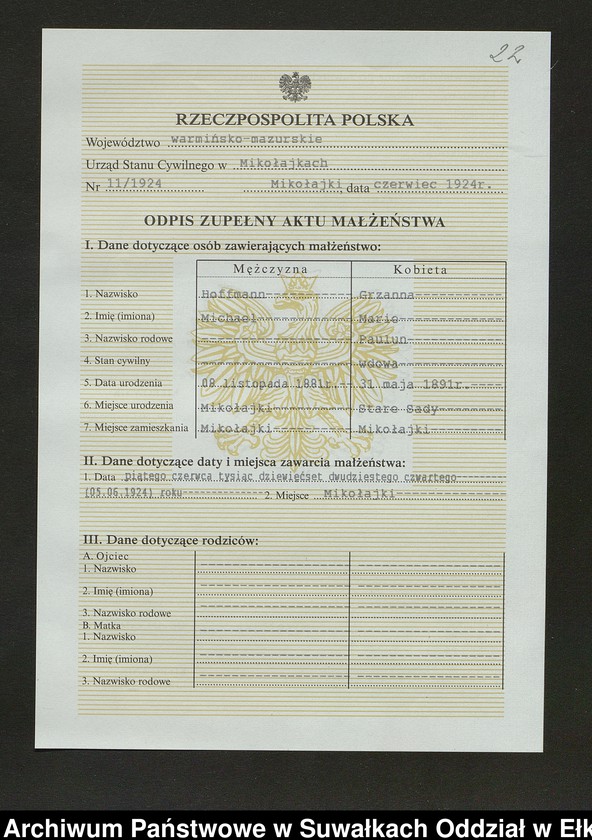 22
RZECZPOSPOLITA POLSKA
Województwo warmińsko-mazurskie
Urząd Stanu Cywilnego w Mikołajkach
Nr 11/1924 Mikołajki, data czerwiec 1924r.
ODPIS ZUPEŁNY AKTU MAŁŻEŃSTWA
I. Dane dotyczące osób zawierających małżeństwo:
Mężczyzna Kobieta
1. Nazwisko Hoffmann Grzanna
2. Imię (imiona) Michael Marie
3. Nazwisko rodowe Paulun
4. Stan cywilny wdowa
5. Data urodzenia 08 listopada 1881r. 31 maja 1891r.
6. Miejsce urodzenia Mikołajki Stare Sady
7. Miejsce zamieszkania Mikołajki Mikołajki
II. Dane dotyczące daty i miejsca zawarcia małżeństwa:
1. Data piątego czerwca tysiąc dziewięćset dwudziestego czwartego
(05.06.1924) roku 2. Miejsce Mikołajki
III. Dane dotyczące rodziców:
A. Ojciec
1. Nazwisko
2. Imię (imiona)
3. Nazwisko rodowe
B. Matka
1. Nazwisko
2. Imię (imiona)
3. Nazwisko rodowe
Archiwum Państwowe w Suwałkach Oddział w Ełk